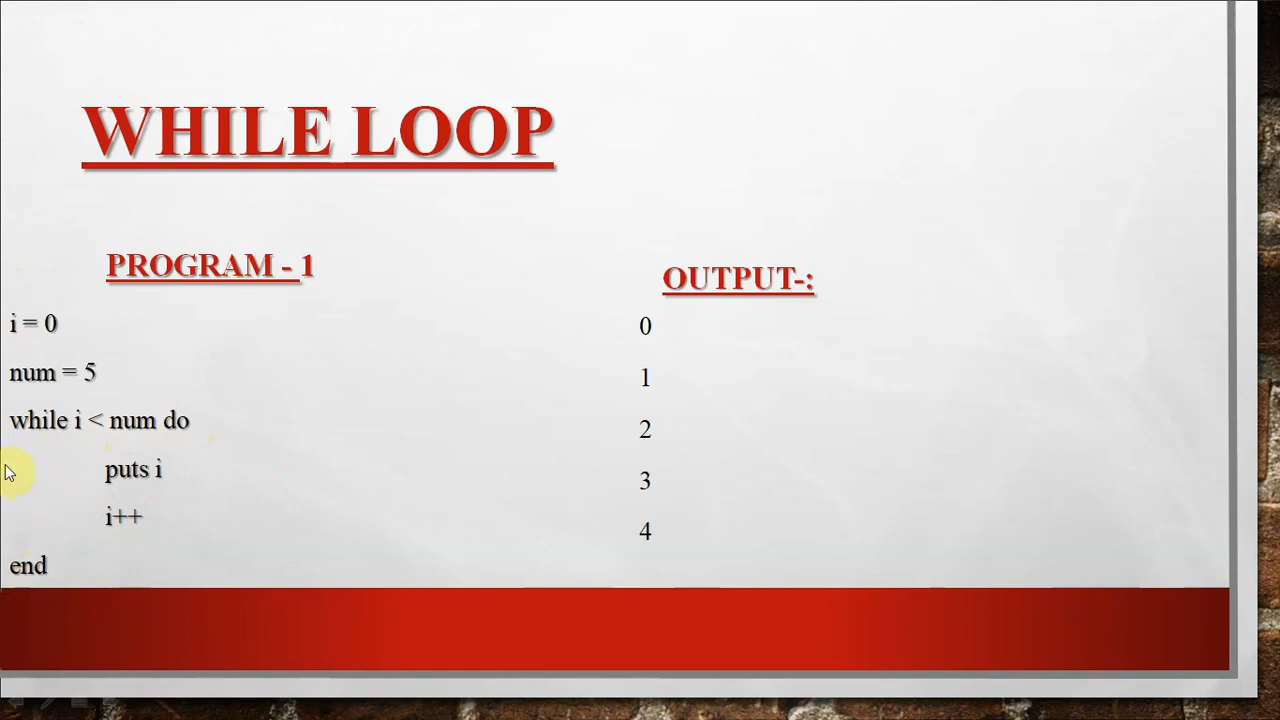 WHILE LOOP
PROGRAM - 1
i = 0
num = 5
while i < num do
puts i
i++
end
OUTPUT-:
0
1
2
3
4